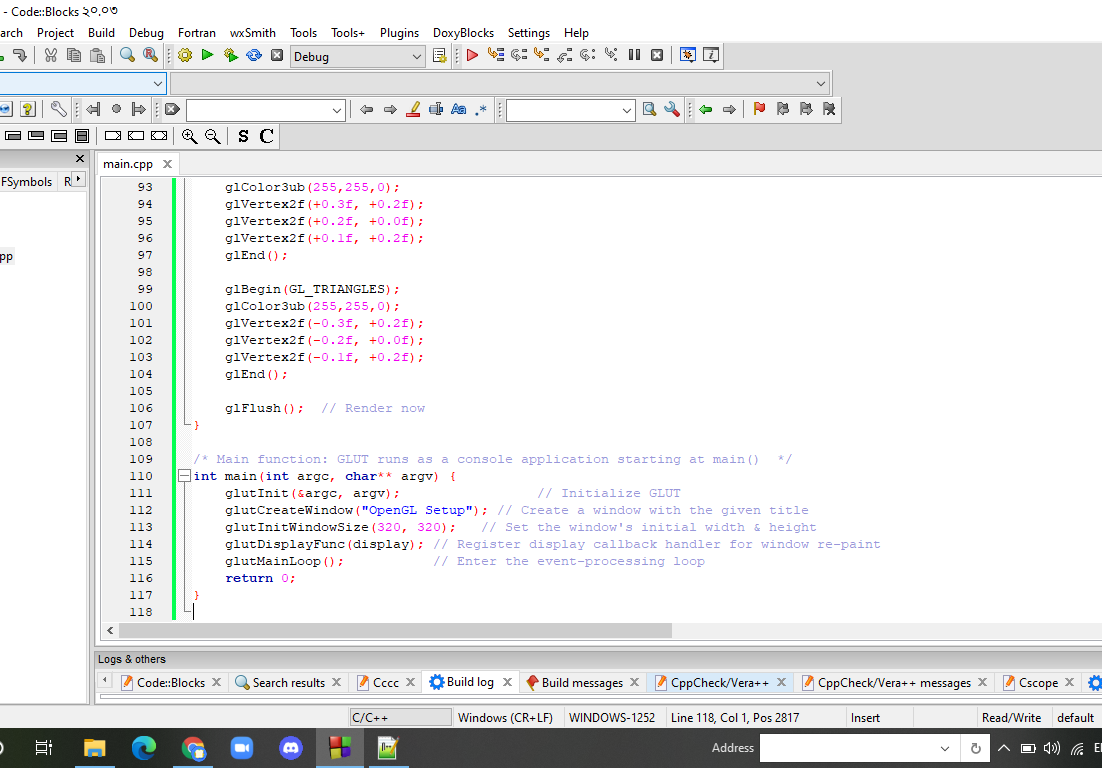 - Code::Blocks ২০.০৩
arch Project Build Debug Fortran wxSmith Tools Tools+ Plugins DoxyBlocks Settings Help
Debug
S C
main.cpp
FSymbols R
pp
93 glColor3ub(255,255,0);
94 glVertex2f(+0.3f, +0.2f);
95 glVertex2f(+0.2f, +0.0f);
96 glVertex2f(+0.1f, +0.2f);
97 glEnd();
98
99 glBegin(GL_TRIANGLES);
100 glColor3ub(255,255,0);
101 glVertex2f(-0.3f, +0.2f);
102 glVertex2f(-0.2f, +0.0f);
103 glVertex2f(-0.1f, +0.2f);
104 glEnd();
105
106 glFlush(); // Render now
107 }
108
109 /* Main function: GLUT runs as a console application starting at main() */
110 int main(int argc, char** argv) {
111 glutInit(&argc, argv); // Initialize GLUT
112 glutCreateWindow("OpenGL Setup"); // Create a window with the given title
113 glutInitWindowSize(320, 320); // Set the window's initial width & height
114 glutDisplayFunc(display); // Register display callback handler for window re-paint
115 glutMainLoop(); // Enter the event-processing loop
116 return 0;
117 }
118
Logs & others
Code::Blocks Search results Cccc Build log Build messages CppCheck/Vera++ CppCheck/Vera++ messages Cscope
C/C++ Windows (CR+LF) WINDOWS-1252 Line 118, Col 1, Pos 2817 Insert Read/Write default
Address